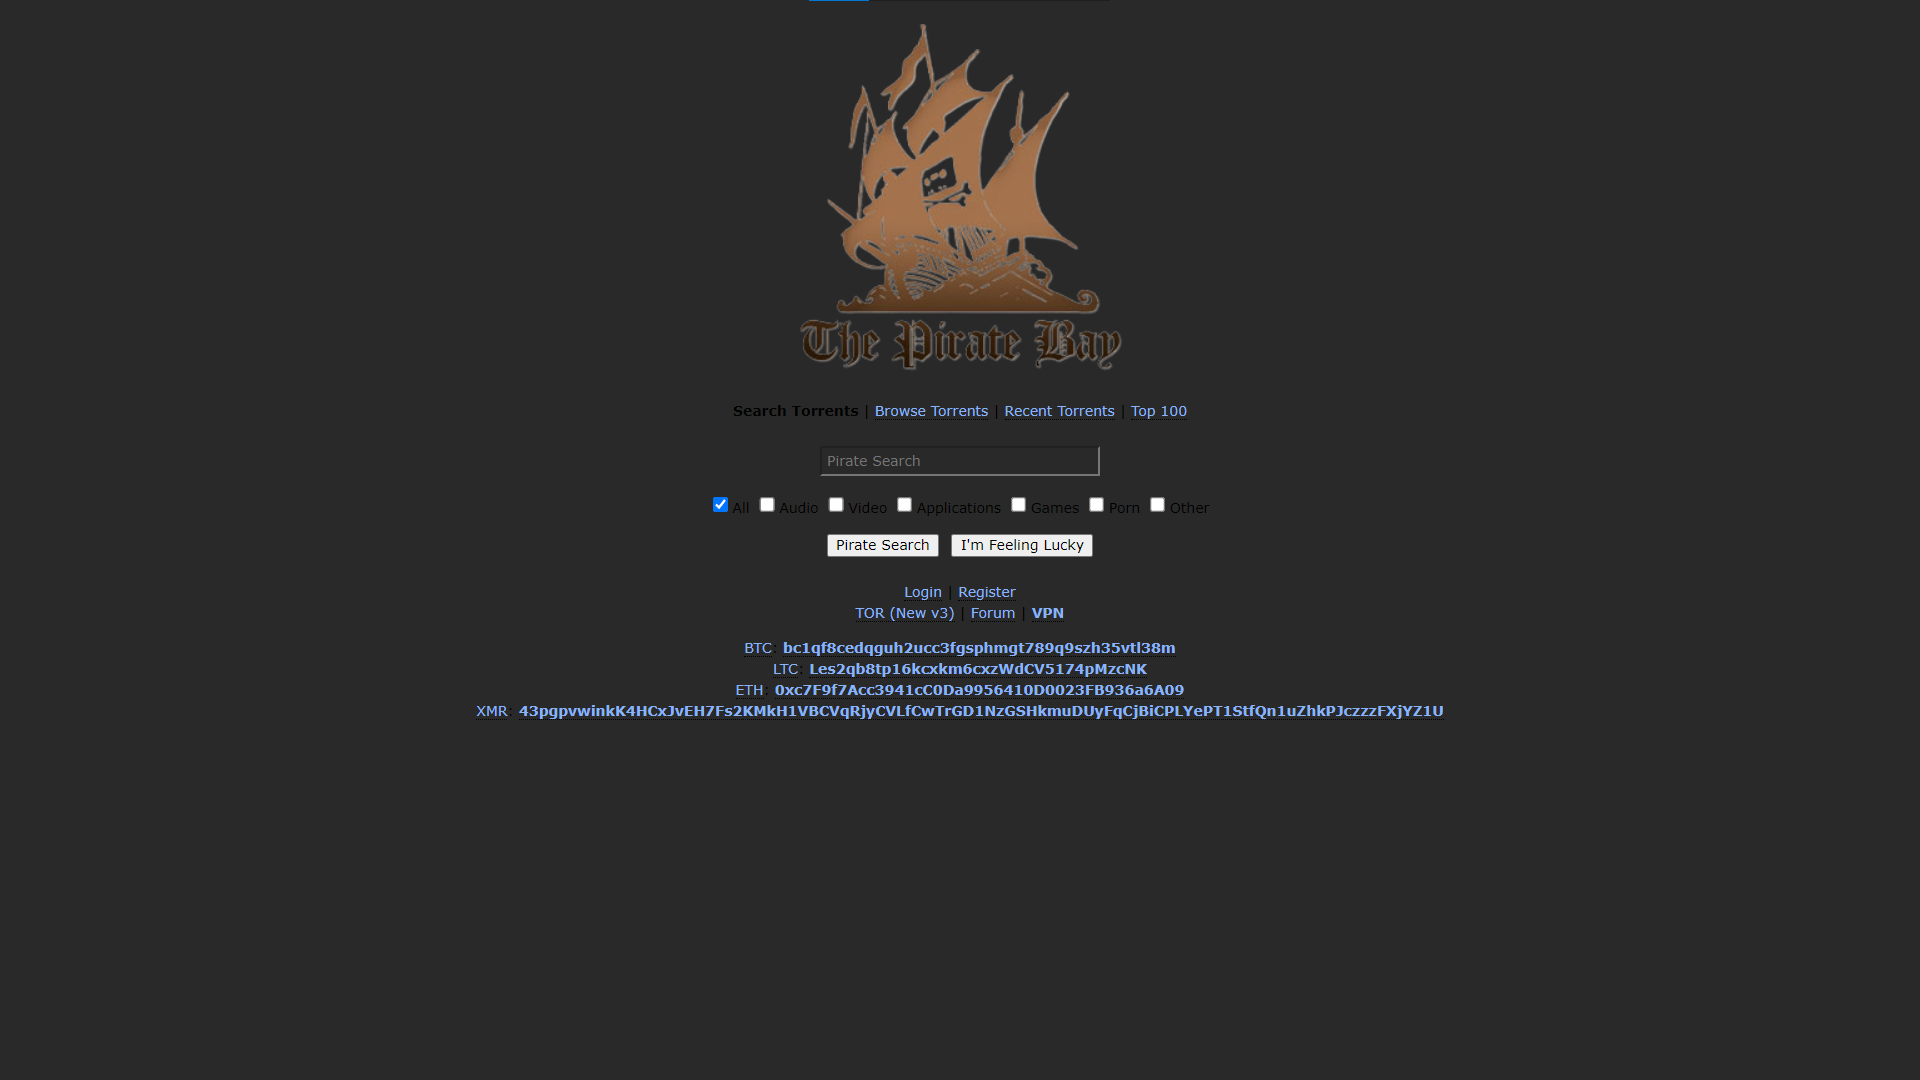 The Pirate Bay
Search Torrents | Browse Torrents | Recent Torrents | Top 100
Pirate Search
All Audio Video Applications Games Porn Other
Pirate Search I'm Feeling Lucky
Login | Register
TOR (New v3) | Forum | VPN
BTC: bc1qf8cedqguh2ucc3fgsphmgt789q9szh35vtl38m
LTC: Les2qb8tp16kcxkm6cxzWdCV5174pMzcNK
ETH: 0xc7F9f7Acc3941cC0Da9956410D0023FB936a6A09
XMR: 43pgpvwinkK4HCxJvEH7Fs2KMkH1VBCVqRjyCVLfCwTrGD1NzGSHkmuDUyFqCjBiCPLYePT1StfQn1uZhkPJczzzFXjYZ1U